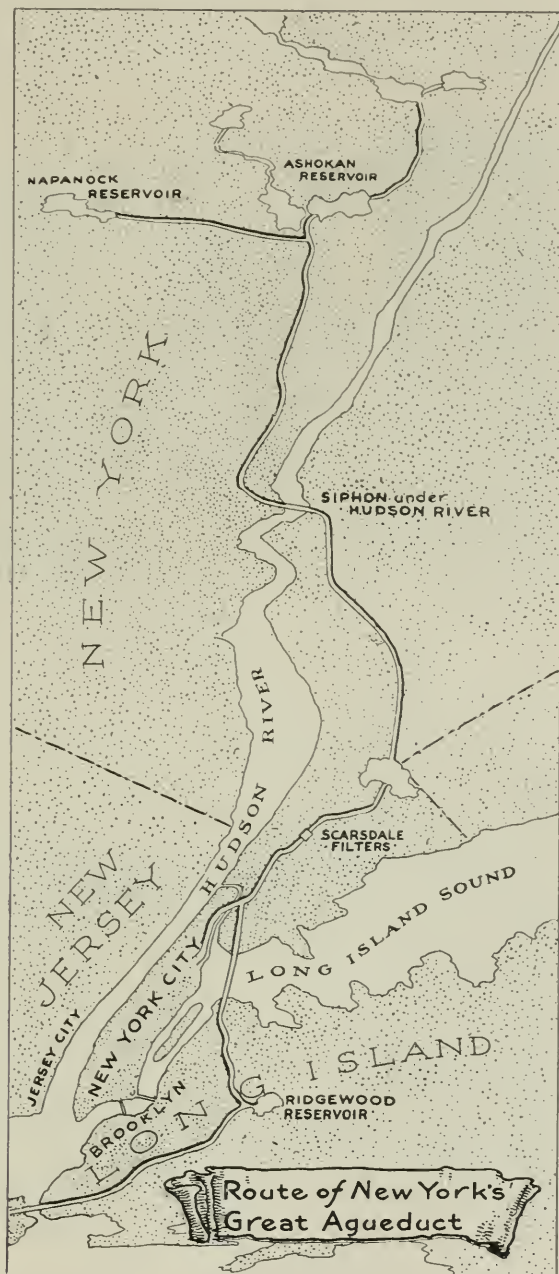 NAPANOCK
RESERVOIR
ASHOKAN
RESERVOIR
NEW YORK
SIPHON under
HUDSON RIVER
HUDSON RIVER
SCARSDALE
FILTERS
NEW
JERSEY
LONG ISLAND SOUND
JERSEY CITY
NEW YORK CITY
BROOKLYN
LONG ISLAND
RIDGEWOOD
RESERVOIR
Route of New York's
Great Agueduct